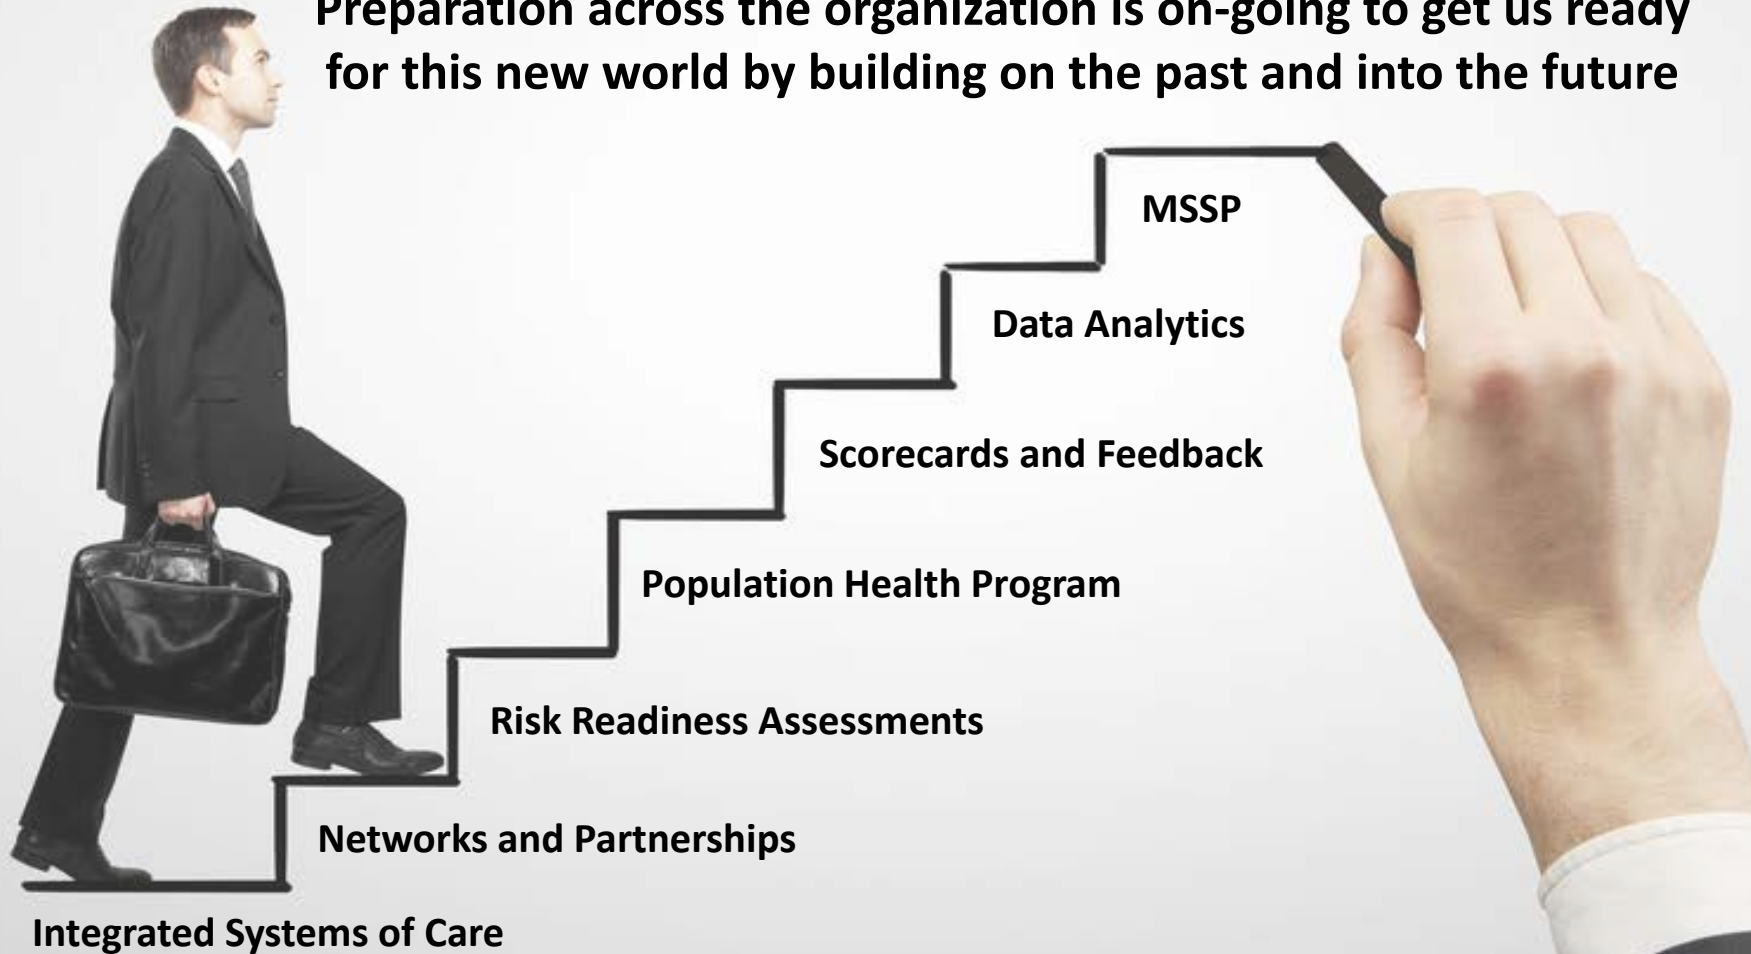 Preparation across the organization is on-going to get us ready
for this new world by building on the past and into the future
MSSP
Data Analytics
Scorecards and Feedback
Population Health Program
Risk Readiness Assessments
Networks and Partnerships
Integrated Systems of Care